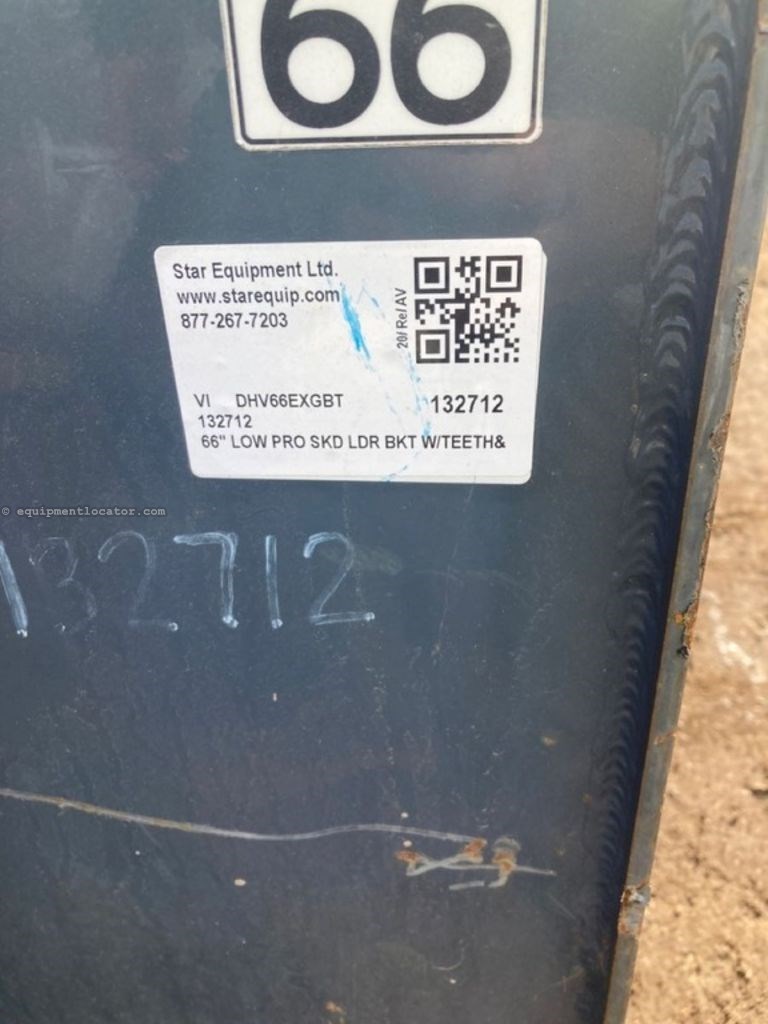 66
Star Equipment Ltd.
www.starequip.com
877-267-7203
20/ Re/ AV
VI DHV66EXGBT 132712
132712
66" LOW PRO SKD LDR BKT W/TEETH&
© equipmentlocator.com
132712